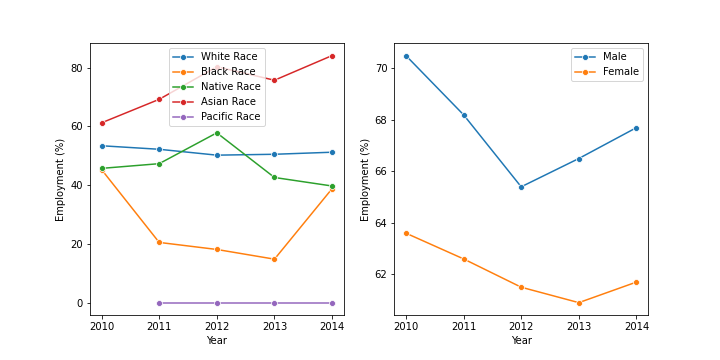 White Race
Black Race
Native Race
Asian Race
Pacific Race
80
60
40
20
0
Employment (%)
2010 2011 2012 2013 2014
Year
Male
Female
70
68
66
64
62
Employment (%)
2010 2011 2012 2013 2014
Year